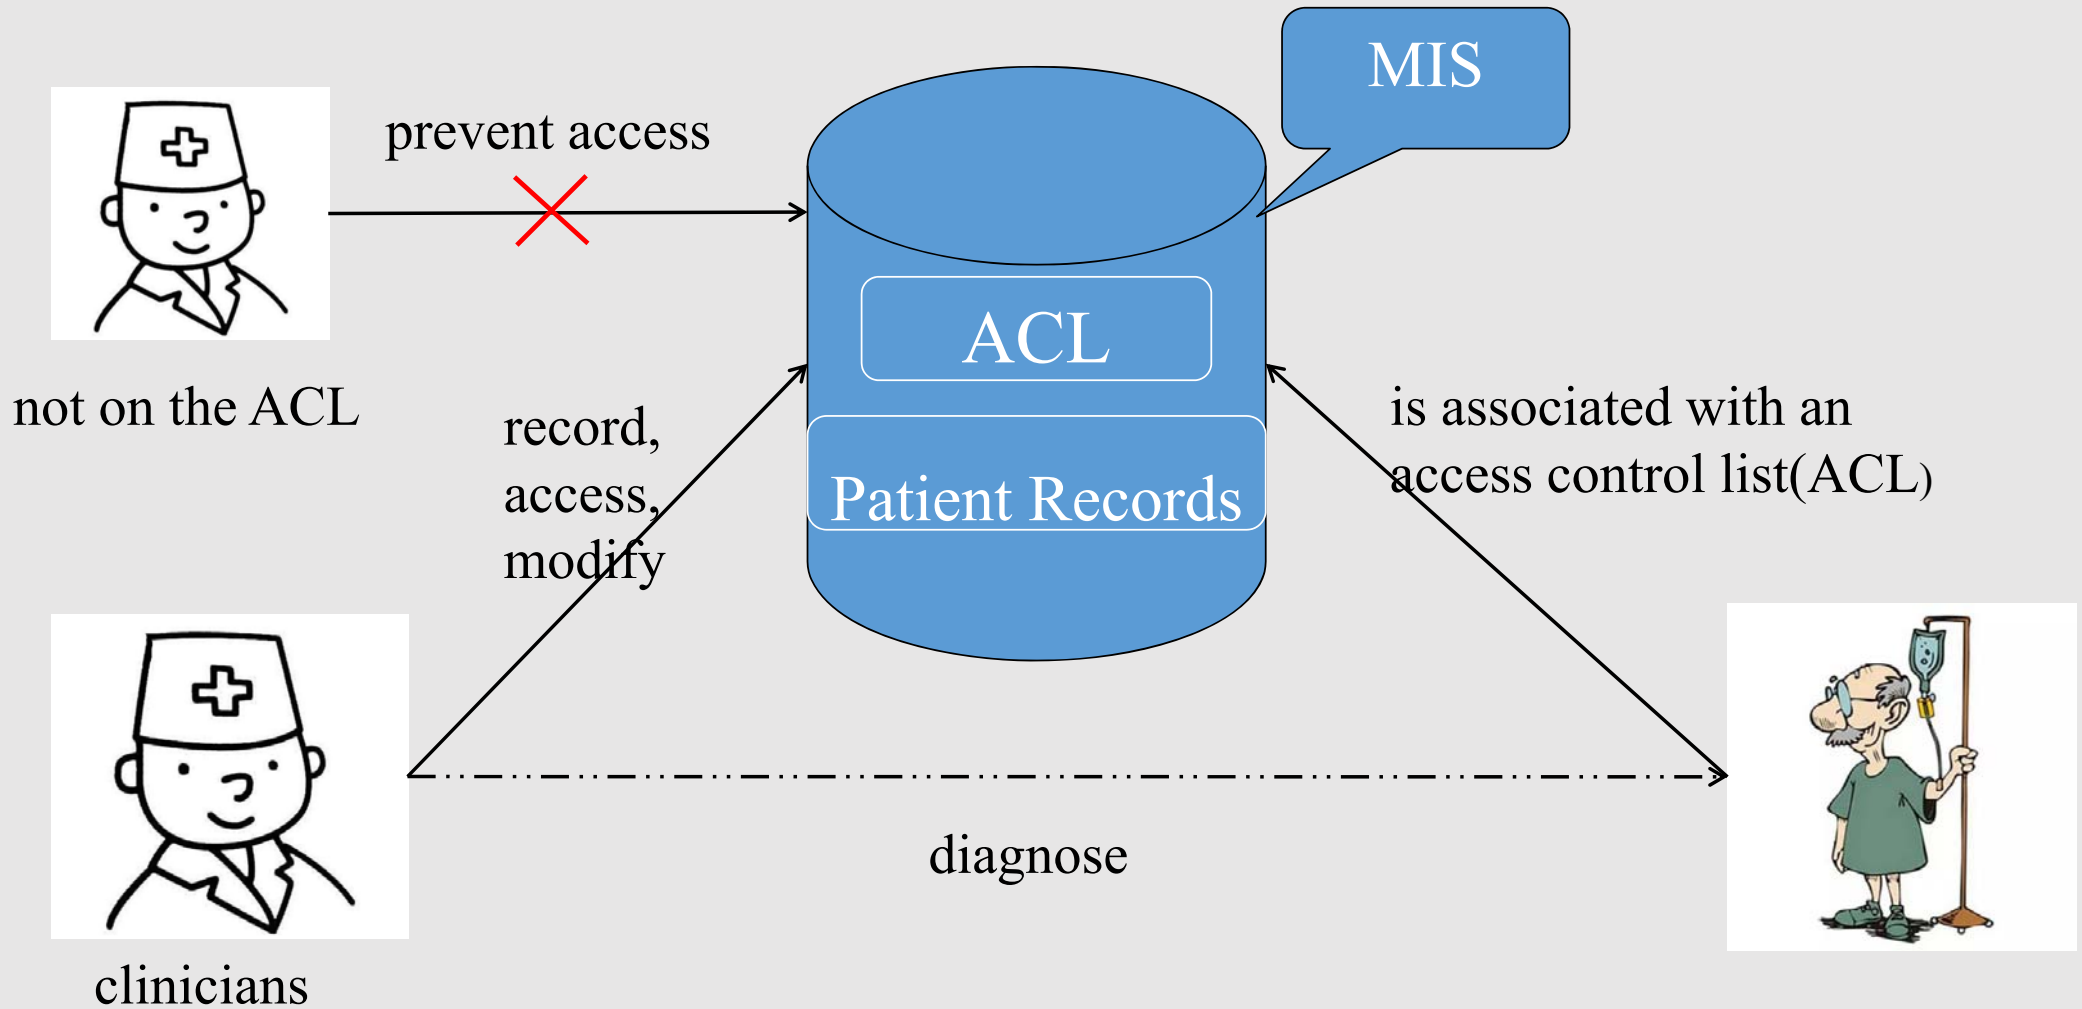 MIS
prevent access
ACL
not on the ACL
record,
access,
modify
is associated with an
access control list(ACL)
Patient Records
diagnose
clinicians